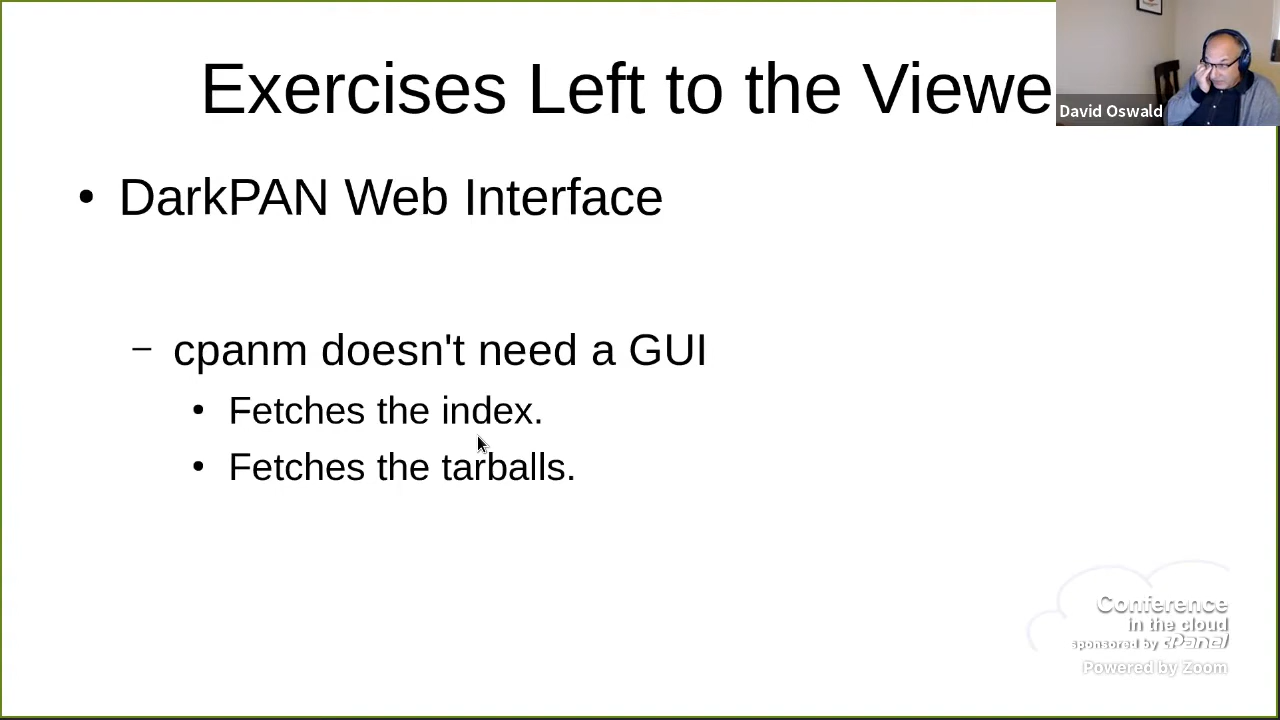 Exercises Left to the Viewe
David Oswald
• DarkPAN Web Interface
– cpanm doesn't need a GUI
• Fetches the index.
• Fetches the tarballs.
Conference
in the cloud
sponsored by cPanel
Powered by Zoom